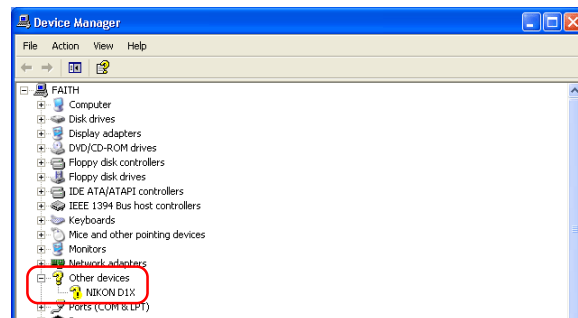 Device Manager
File Action View Help
FAITH
Computer
Disk drives
Display adapters
DVD/CD-ROM drives
Floppy disk controllers
Floppy disk drives
IDE ATA/ATAPI controllers
IEEE 1394 Bus host controllers
Keyboards
Mice and other pointing devices
Monitors
Network adapters
Other devices
NIKON D1X
Ports (COM & LPT)